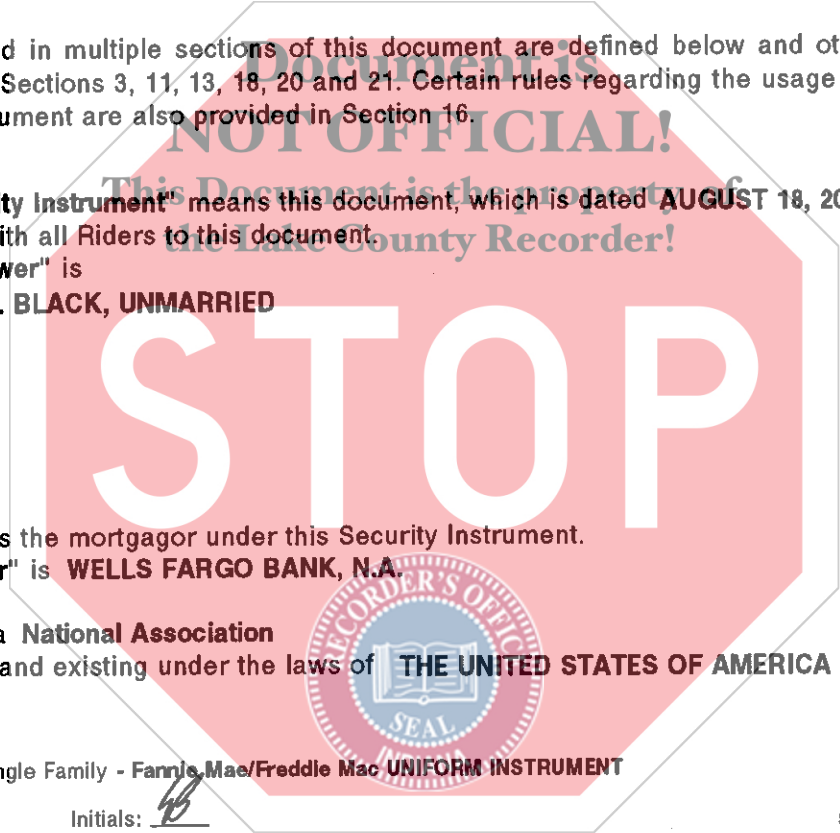 d in multiple sections of this document are defined below and ot
Sections 3, 11, 13, 18, 20 and 21. Certain rules regarding the usage
ument are also provided in Section 16.
Document is
NOT OFFICIAL!
This Document is the property of
the Lake County Recorder!
ty Instrument" means this document, which is dated AUGUST 18, 20
ith all Riders to this document.
wer" is
. BLACK, UNMARRIED
STOP
s the mortgagor under this Security Instrument.
r" is WELLS FARGO BANK, N.A.
a National Association
and existing under the laws of THE UNITED STATES OF AMERICA
RECORDER'S OFFICE
SEAL
INDIANA
ngle Family - Fannie Mae/Freddie Mac UNIFORM INSTRUMENT
Initials: